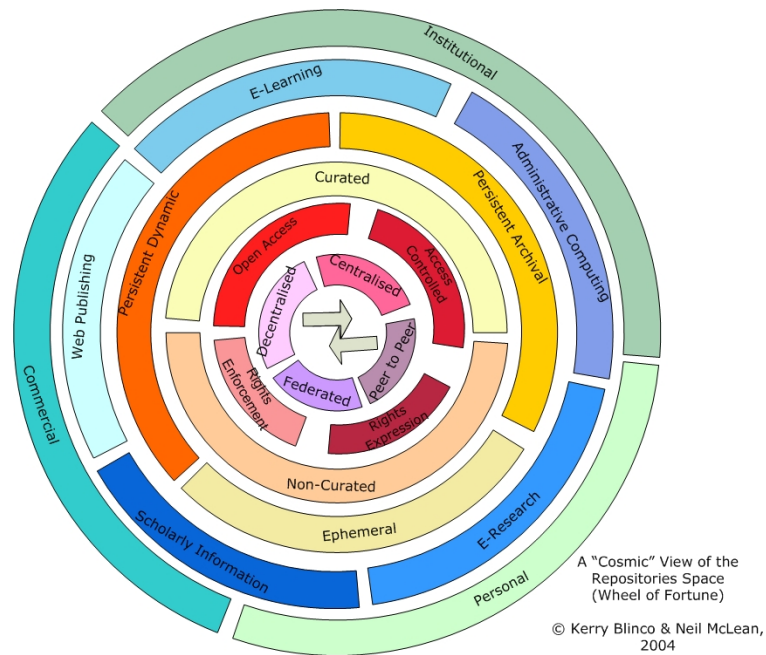 Institutional
E-Learning
Administrative Computing
Persistent Dynamic
Persistent Archival
Curated
Open Access
Access
Controlled
Centralised
Decentralised
Web Publishing
Peer to Peer
Federated
Rights
Enforcement
Rights
Expression
Commercial
Non-Curated
Ephemeral
Scholarly Information
E-Research
Personal
A “Cosmic” View of the
Repositories Space
(Wheel of Fortune)
© Kerry Blinco & Neil McLean,
2004